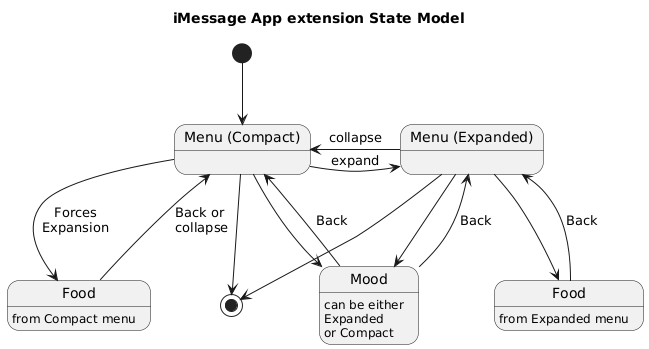 iMessage App extension State Model
Menu (Compact)
collapse
expand
Menu (Expanded)
Forces
Expansion
Back or
collapse
Back
Back
Back
Food
from Compact menu
Mood
can be either
Expanded
or Compact
Food
from Expanded menu